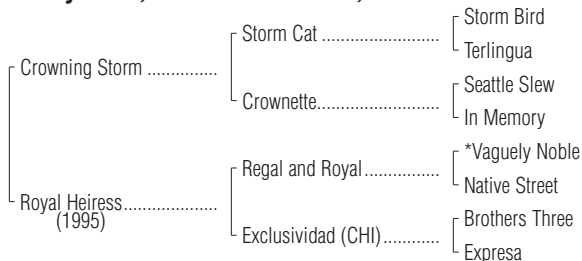 Storm Bird
Storm Cat ........................
Terlingua
Crowning Storm ..............
Seattle Slew
Crownette.........................
In Memory
*Vaguely Noble
Regal and Royal...............
Native Street
Royal Heiress...................
(1995)
Brothers Three
Exclusividad (CHI)...........
Expresa